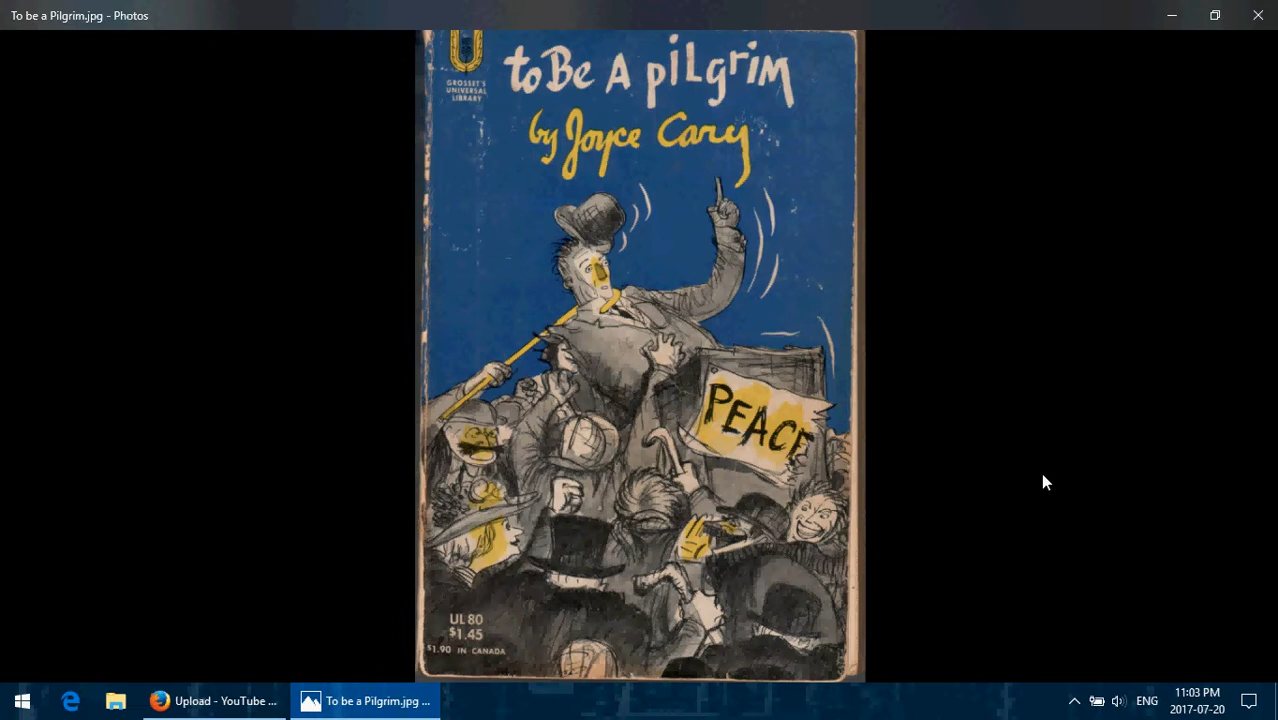 To be a Pilgrim.jpg - Photos
GROSSET'S
UNIVERSAL
LIBRARY
to Be A piLgriM
by Joyce Cary
PEACE
UL 80
$1.45
$1.90 IN CANADA
Upload - YouTube ...
To be a Pilgrim.jpg ...
ENG
11:03 PM
2017-07-20